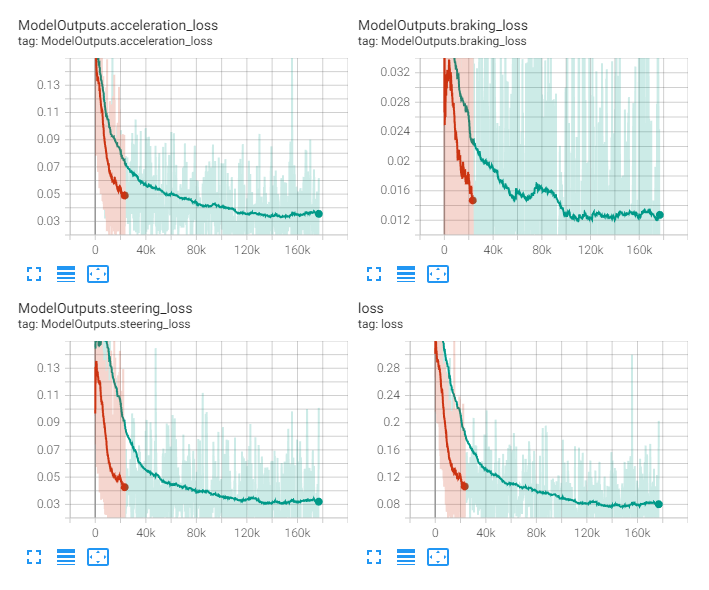 ModelOutputs.acceleration_loss
tag: ModelOutputs.acceleration_loss
0.13
0.11
0.09
0.07
0.05
0.03
0 40k 80k 120k 160k
ModelOutputs.braking_loss
tag: ModelOutputs.braking_loss
0.032
0.028
0.024
0.02
0.016
0.012
0 40k 80k 120k 160k
ModelOutputs.steering_loss
tag: ModelOutputs.steering_loss
0.13
0.11
0.09
0.07
0.05
0.03
0 40k 80k 120k 160k
loss
tag: loss
0.28
0.24
0.2
0.16
0.12
0.08
0 40k 80k 120k 160k